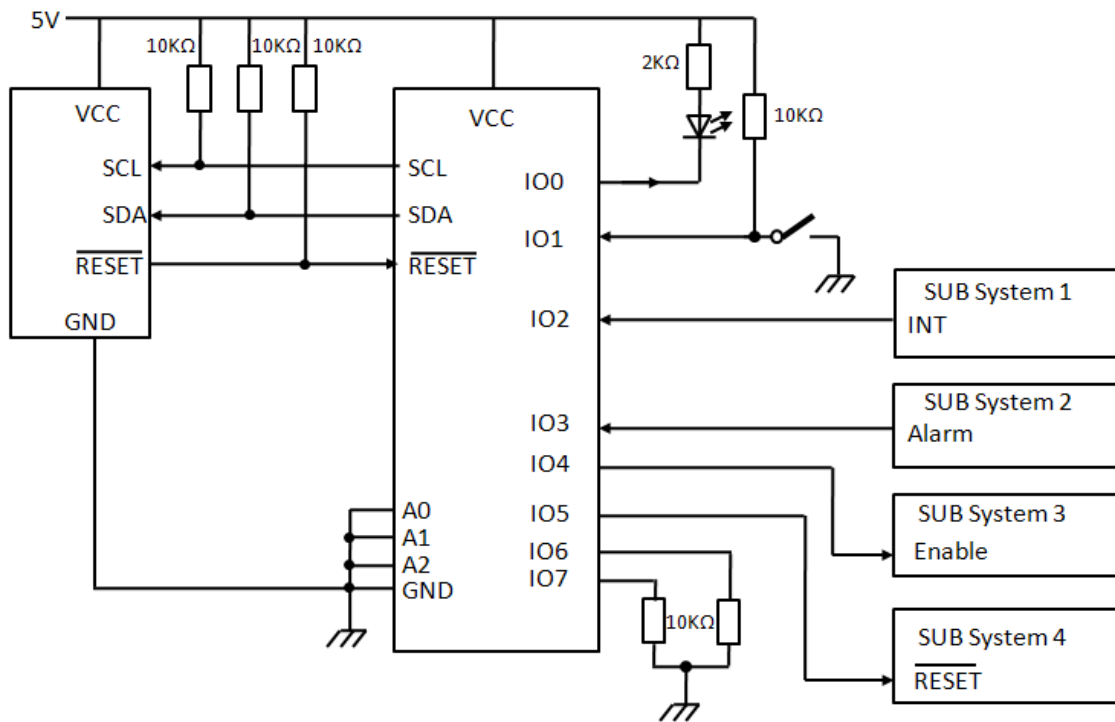 5V
10KΩ
10KΩ
10KΩ
2KΩ
10KΩ
VCC
SCL
SDA
RESET
GND
VCC
SCL
SDA
RESET
A0
A1
A2
GND
IO0
IO1
IO2
IO3
IO4
IO5
IO6
IO7
10KΩ
SUB System 1
INT
SUB System 2
Alarm
SUB System 3
Enable
SUB System 4
RESET